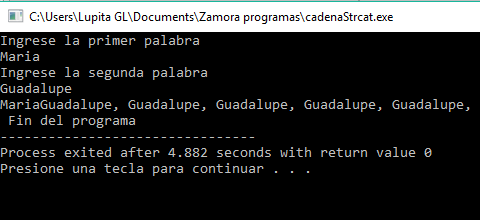 C:\Users\Lupita GL\Documents\Zamora programas\cadenaStrcat.exe
Ingrese la primer palabra
Maria
Ingrese la segunda palabra
Guadalupe
MariaGuadalupe, Guadalupe, Guadalupe, Guadalupe, Guadalupe,
 Fin del programa
--------------------------------
Process exited after 4.882 seconds with return value 0
Presione una tecla para continuar . . .